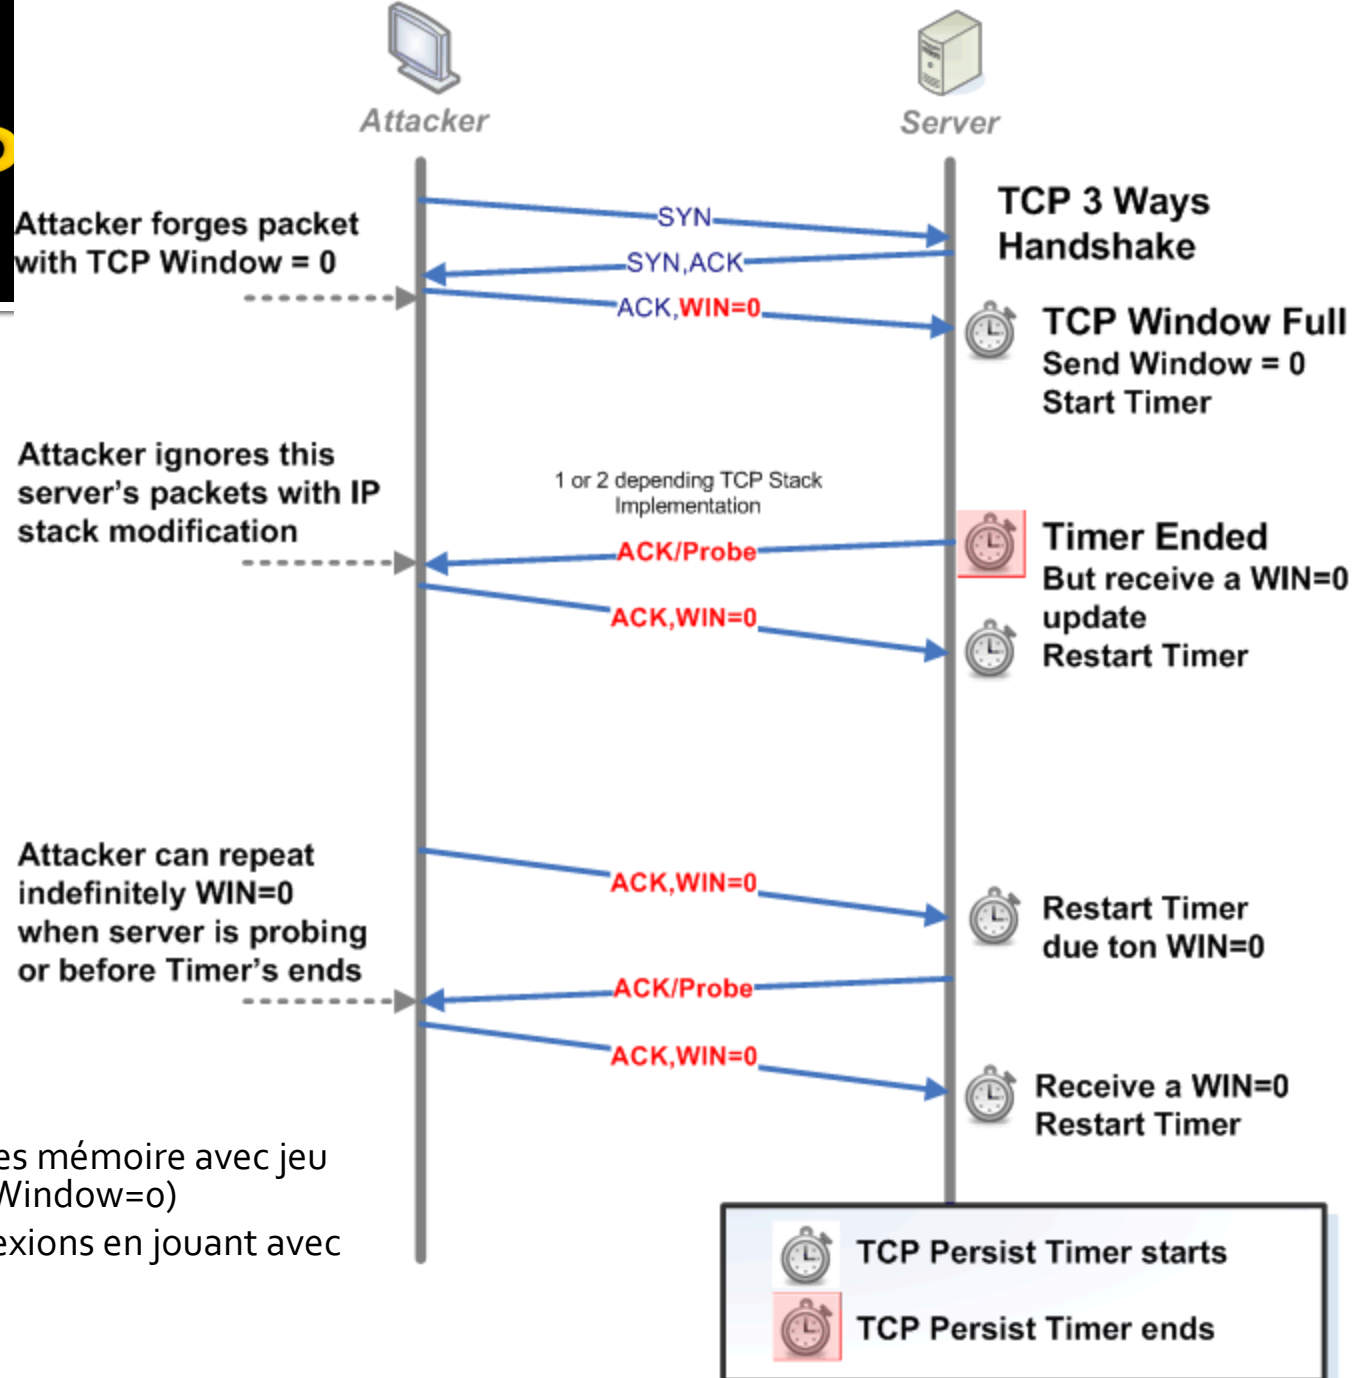 Attacker
Server
Attacker forges packet
with TCP Window = 0
SYN
SYN,ACK
ACK,WIN=0
TCP 3 Ways
Handshake
TCP Window Full
Send Window = 0
Start Timer
Attacker ignores this
server's packets with IP
stack modification
1 or 2 depending TCP Stack
Implementation
ACK/Probe
ACK,WIN=0
Timer Ended
But receive a WIN=0
update
Restart Timer
Attacker can repeat
indefinitely WIN=0
when server is probing
or before Timer's ends
ACK,WIN=0
ACK/Probe
ACK,WIN=0
Restart Timer
due ton WIN=0
Receive a WIN=0
Restart Timer
es mémoire avec jeu
Window=0)
exions en jouant avec
TCP Persist Timer starts
TCP Persist Timer ends